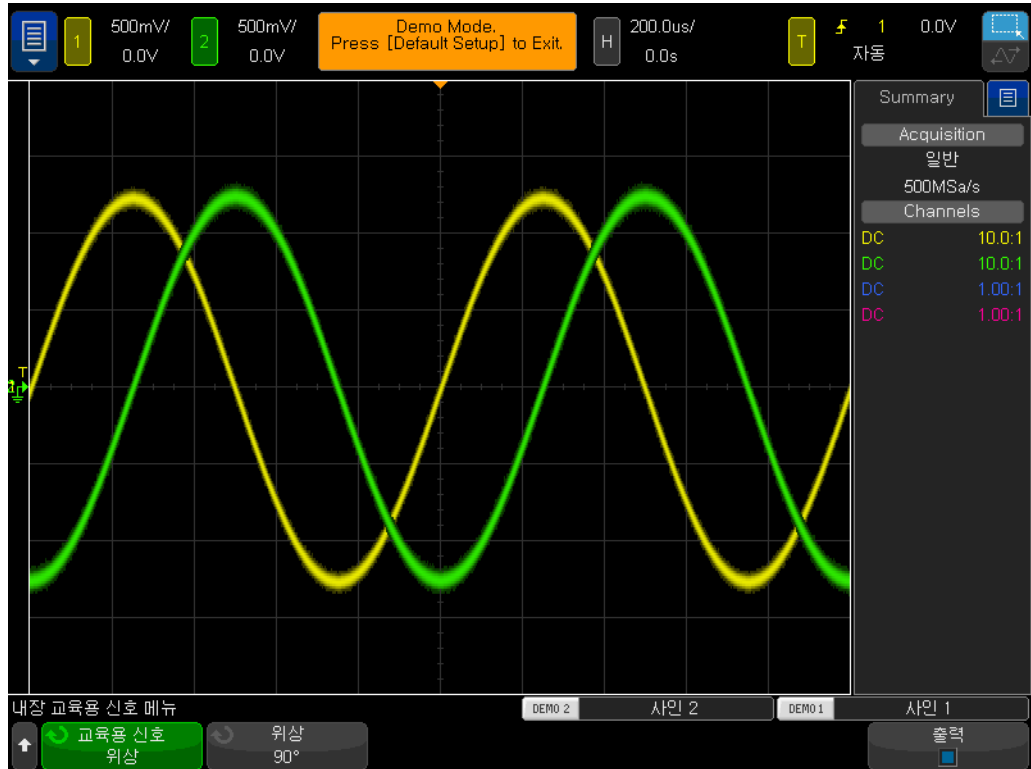 1 500mV/ 2 500mV/ Demo Mode. H 200.0us/ T 1 0.0V
0.0V 0.0V Press [Default Setup] to Exit. 0.0s 자동
Summary
Acquisition
일반
500MSa/s
Channels
DC 10.0:1
DC 10.0:1
DC 1.00:1
DC 1.00:1
T
내장 교육용 신호 메뉴 DEMO 2 사인 2 DEMO 1 사인 1
교육용 신호 위상 출력
위상 90°